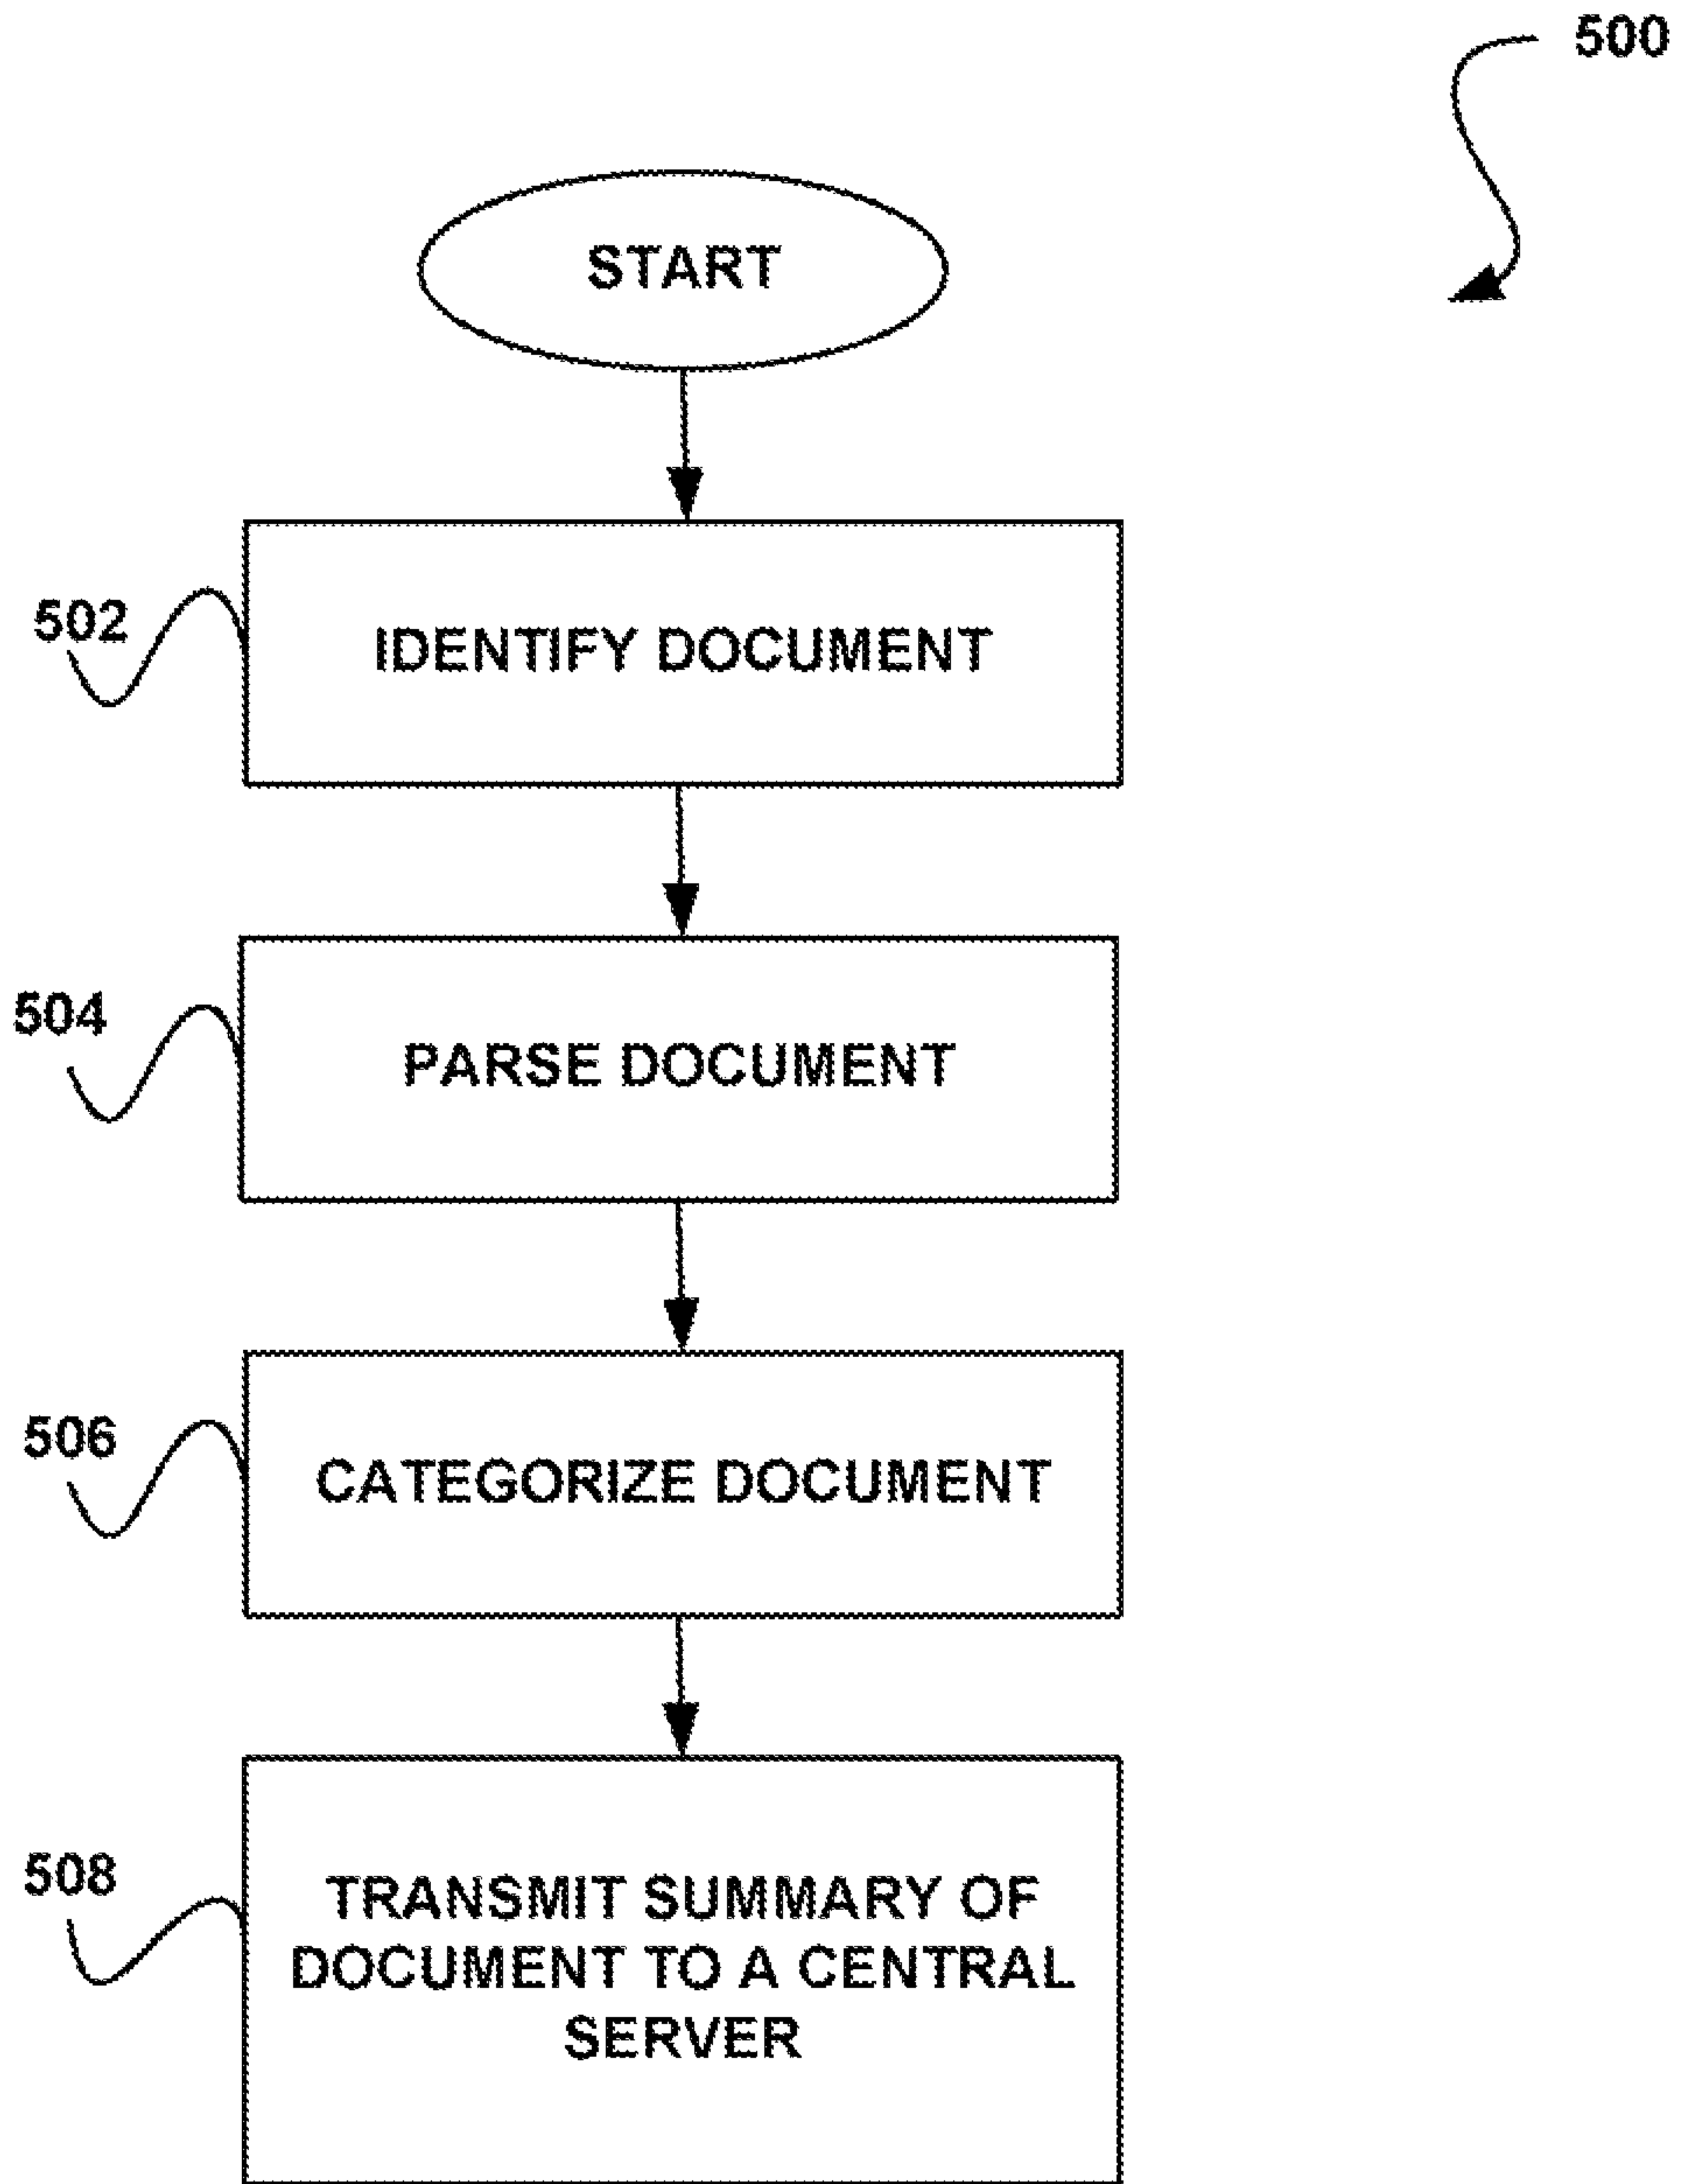 500
START
502
IDENTIFY DOCUMENT
504
PARSE DOCUMENT
506
CATEGORIZE DOCUMENT
508
TRANSMIT SUMMARY OF
DOCUMENT TO A CENTRAL
SERVER